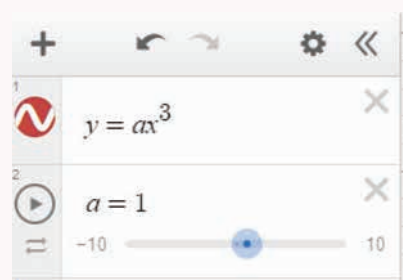 1
y = ax³
2
a = 1
−10 10